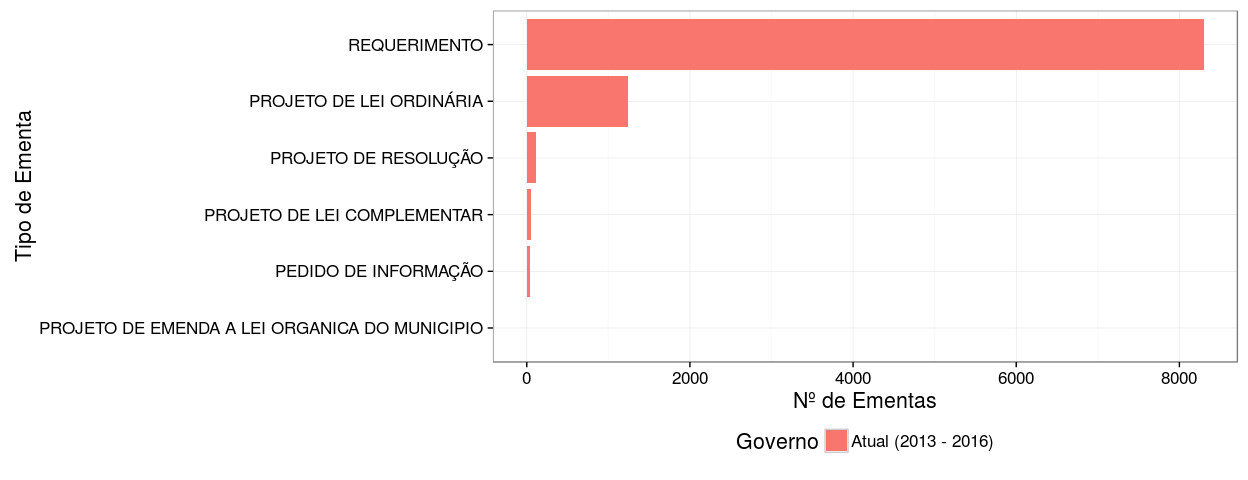 REQUERIMENTO
PROJETO DE LEI ORDINÁRIA
PROJETO DE RESOLUÇÃO
PROJETO DE LEI COMPLEMENTAR
PEDIDO DE INFORMAÇÃO
PROJETO DE EMENDA A LEI ORGANICA DO MUNICIPIO
Tipo de Ementa
0 2000 4000 6000 8000
Nº de Ementas
Governo Atual (2013 - 2016)